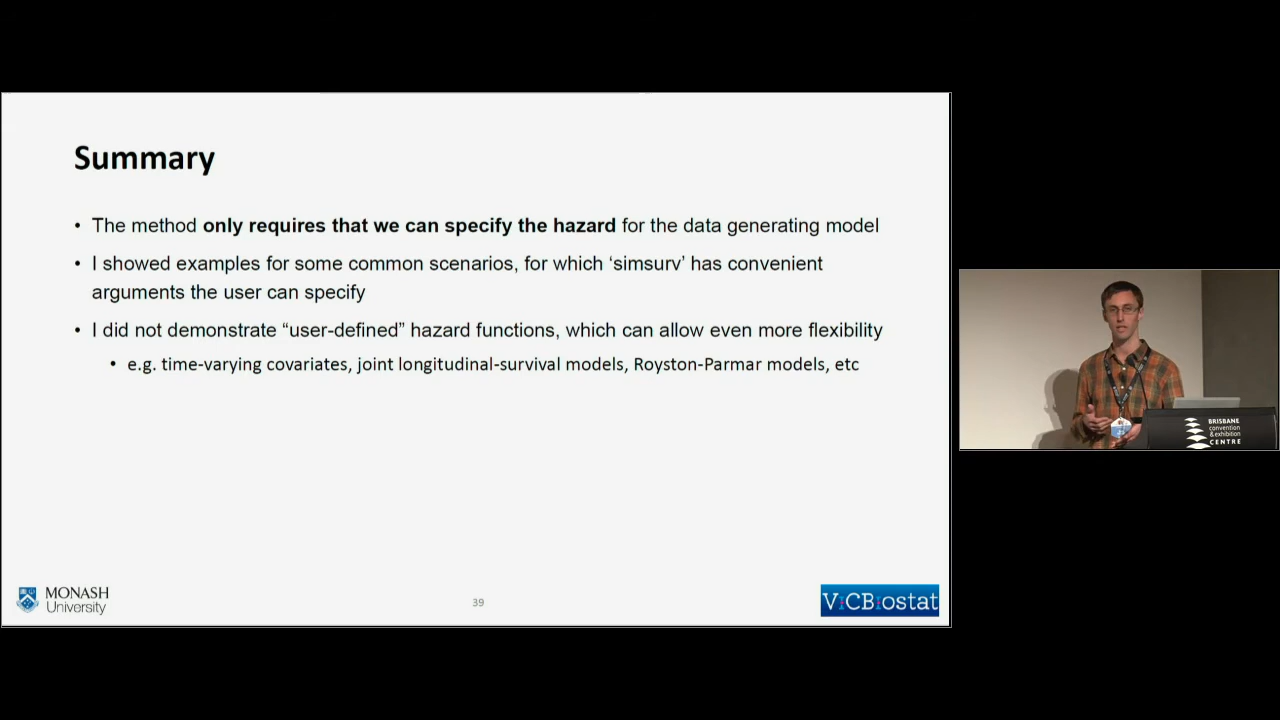 Summary
• The method only requires that we can specify the hazard for the data generating model
• I showed examples for some common scenarios, for which ‘simsurv’ has convenient
arguments the user can specify
• I did not demonstrate “user-defined” hazard functions, which can allow even more flexibility
• e.g. time-varying covariates, joint longitudinal-survival models, Royston-Parmar models, etc
MONASH
University
39
ViCBiostat
BRISBANE
convention
& exhibition
CENTRE